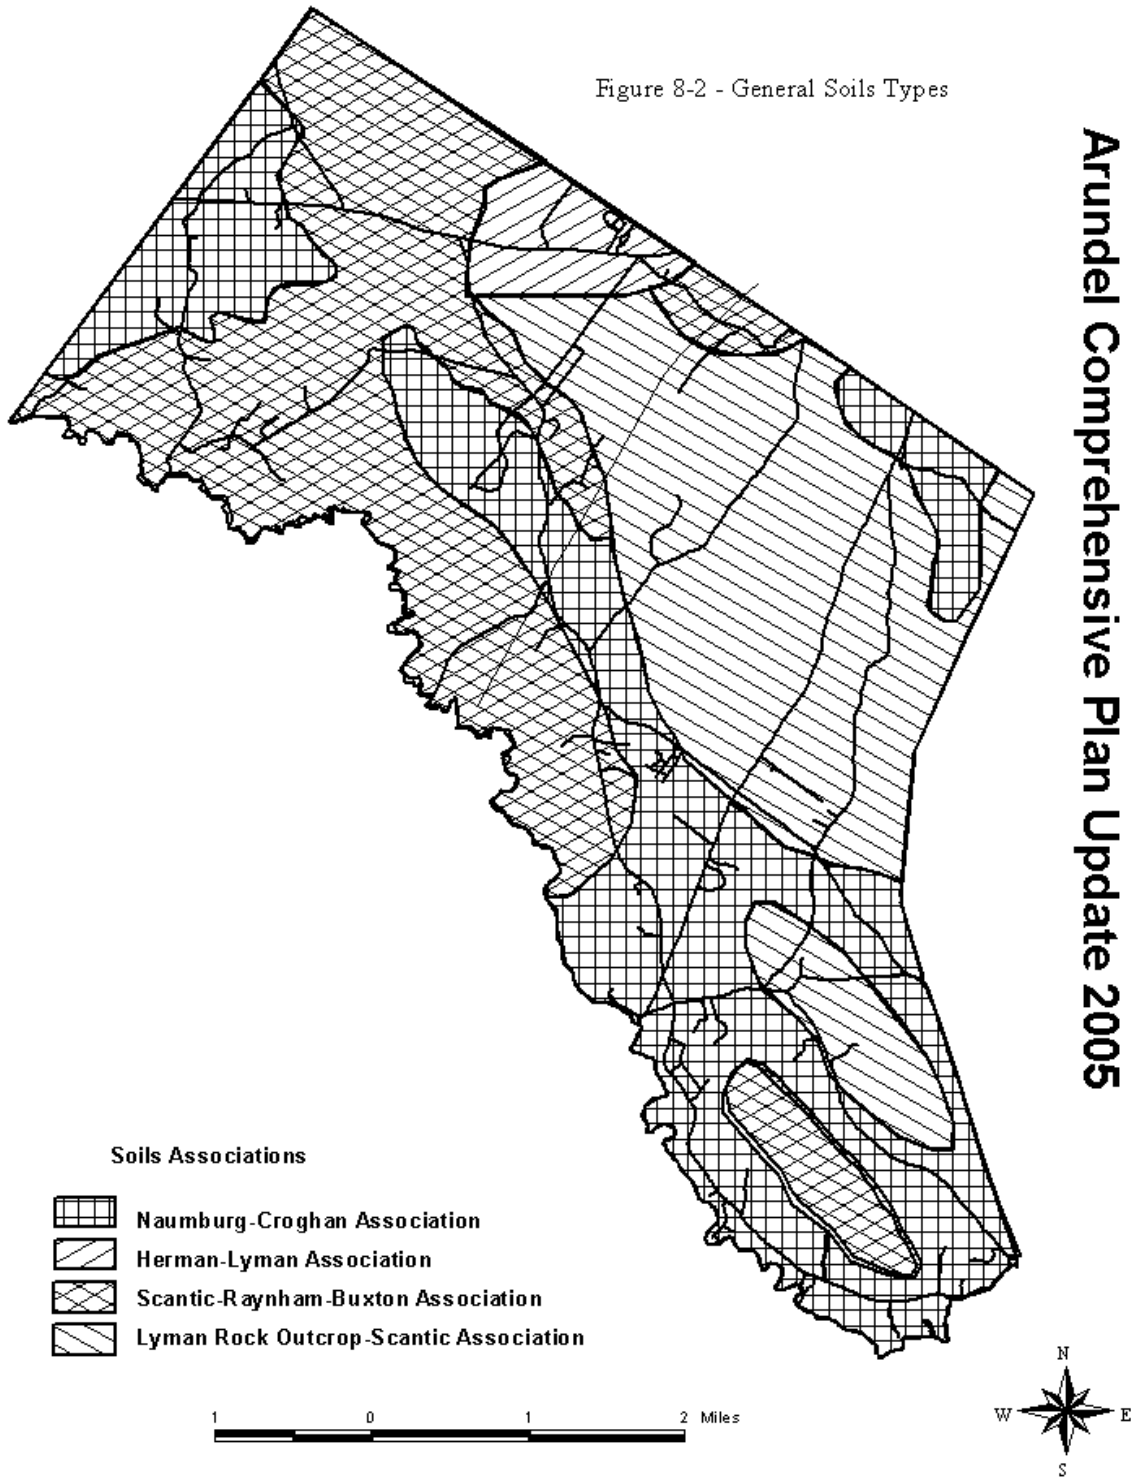 Figure 8-2 - General Soils Types
Arundel Comprehensive Plan Update 2005
Soils Associations
Naumburg-Croghan Association
Herman-Lyman Association
Scantic-Raynham-Buxton Association
Lyman Rock Outcrop-Scantic Association
1 0 1 2 Miles
N
W E
S